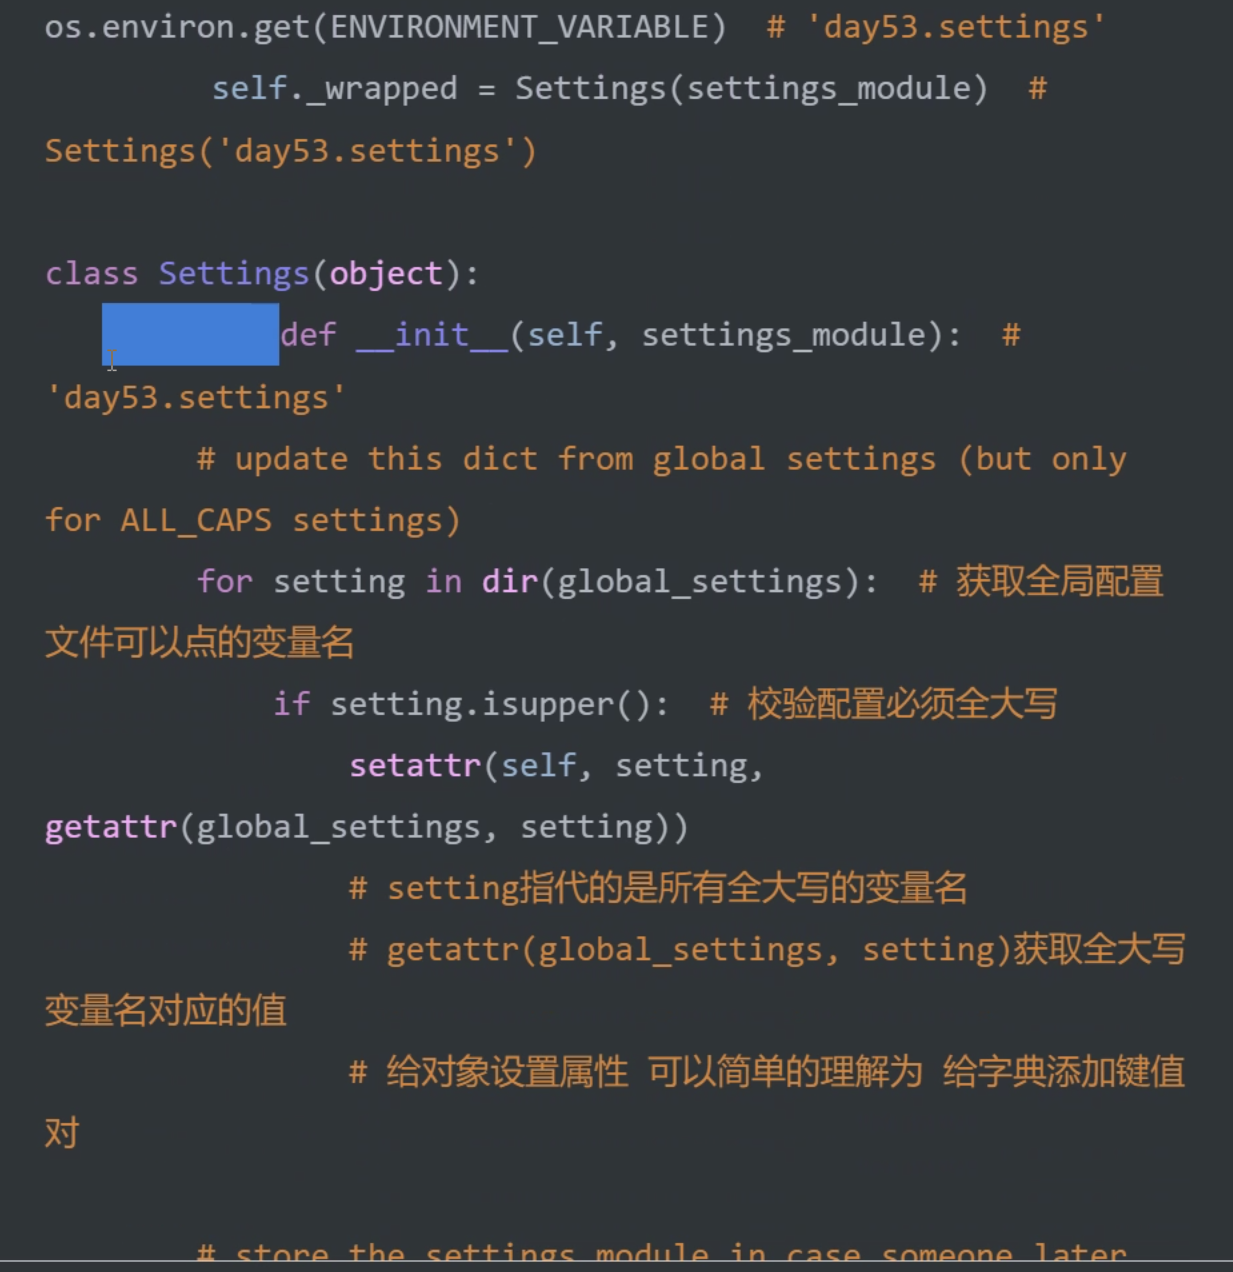 os.environ.get(ENVIRONMENT_VARIABLE)  # 'day53.settings'
self._wrapped = Settings(settings_module)  #
Settings('day53.settings')
class Settings(object):
def __init__(self, settings_module):  #
'day53.settings'
# update this dict from global settings (but only
for ALL_CAPS settings)
for setting in dir(global_settings):  # 获取全局配置
文件可以点的变量名
if setting.isupper():  # 校验配置必须全大写
setattr(self, setting,
getattr(global_settings, setting))
# setting指代的是所有全大写的变量名
# getattr(global_settings, setting)获取全大写
变量名对应的值
# 给对象设置属性 可以简单的理解为 给字典添加键值
对
# store the settings module in case someone later